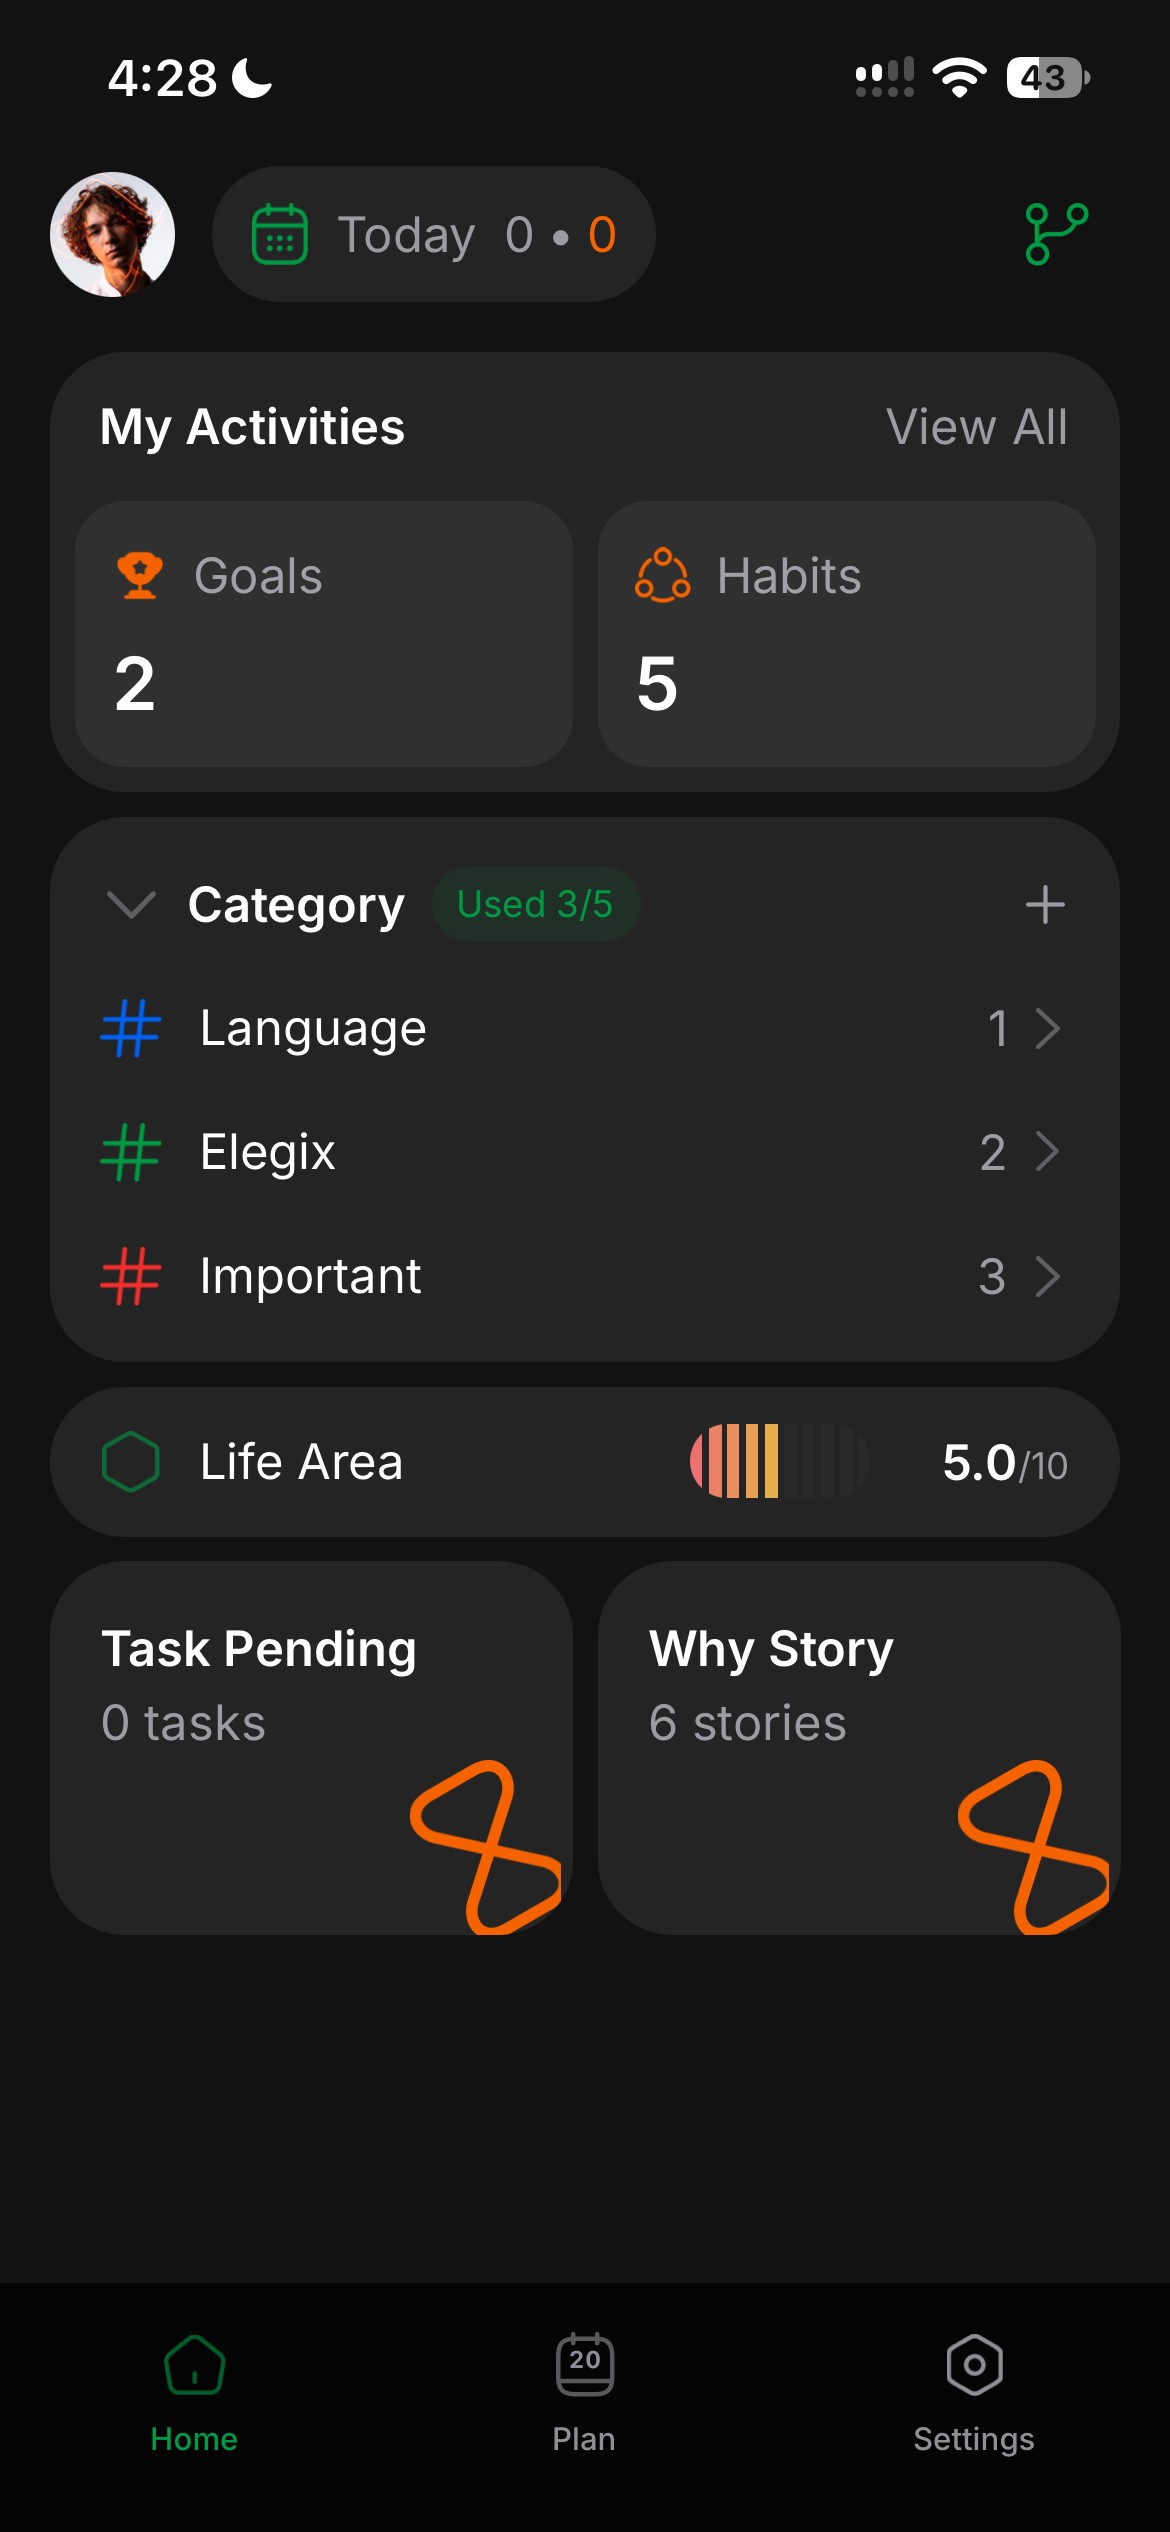 4:28 43
Today 0 • 0
My Activities View All
Goals Habits
2 5
Category Used 3/5
Language 1
Elegix 2
Important 3
Life Area 5.0/10
Task Pending Why Story
0 tasks 6 stories
20
Home Plan Settings